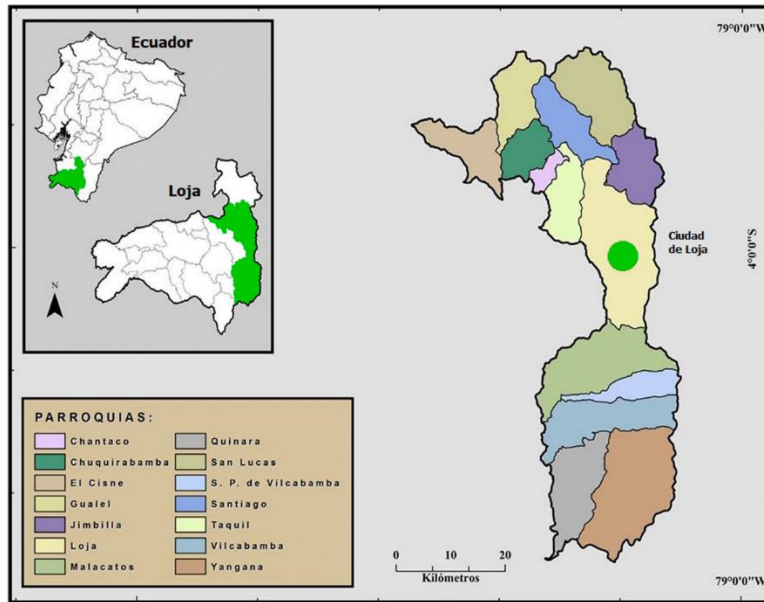 Ecuador
Loja
N
79°0'0"W
Ciudad
de Loja
4°0'0"S
PARROQUIAS:
Chantaco
Chuquirabamba
El Cisne
Gualel
Jimbilla
Loja
Malacatos
Quinara
San Lucas
S. P. de Vilcabamba
Santiago
Taquil
Vilcabamba
Yangana
0 10 20
Kilómetros
79°0'0"W